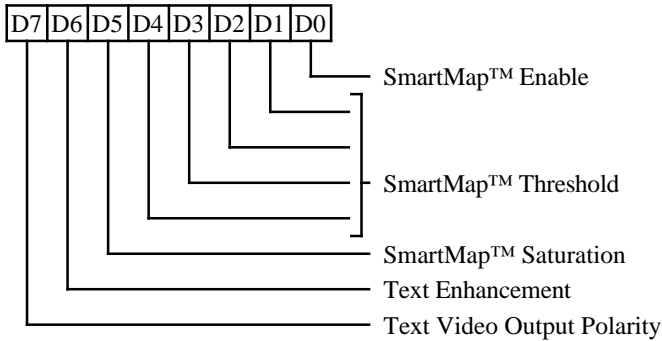 D7 D6 D5 D4 D3 D2 D1 D0
SmartMap™ Enable
SmartMap™ Threshold
SmartMap™ Saturation
Text Enhancement
Text Video Output Polarity